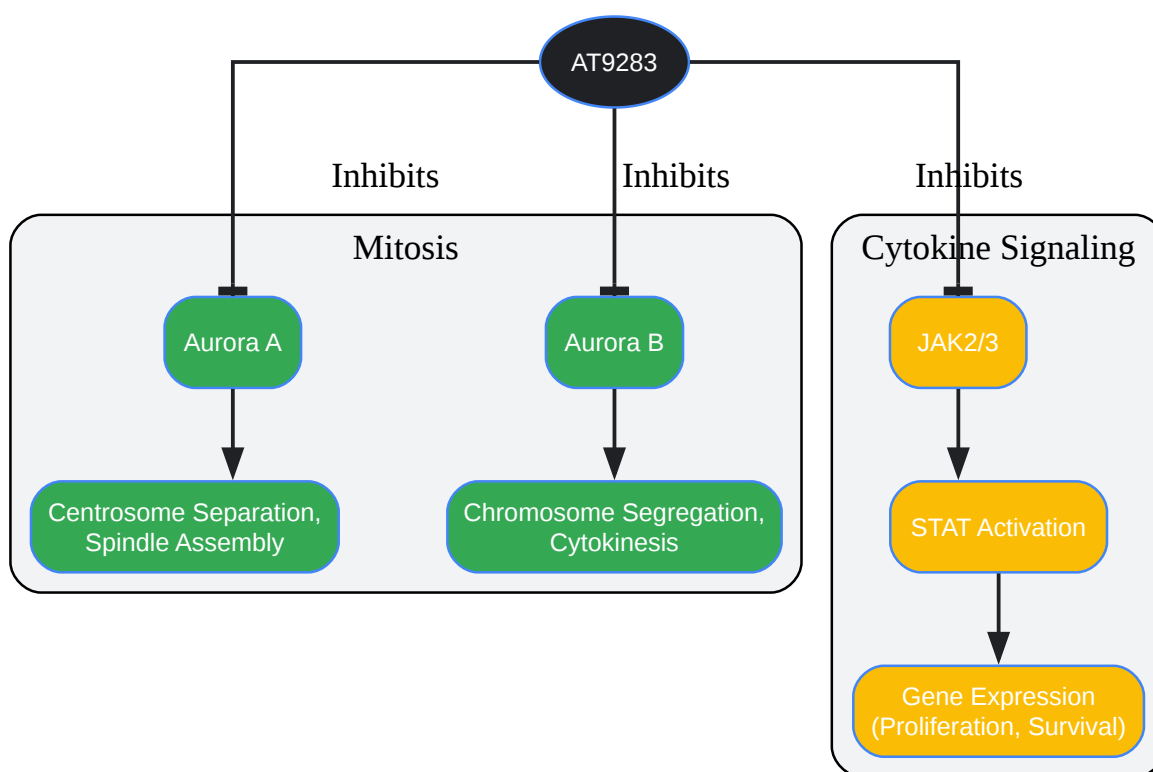 AT9283
Inhibits
Inhibits
Inhibits
Mitosis
Cytokine Signaling
Aurora A
Aurora B
JAK2/3
Centrosome Separation,
Spindle Assembly
Chromosome Segregation,
Cytokinesis
STAT Activation
Gene Expression
(Proliferation, Survival)